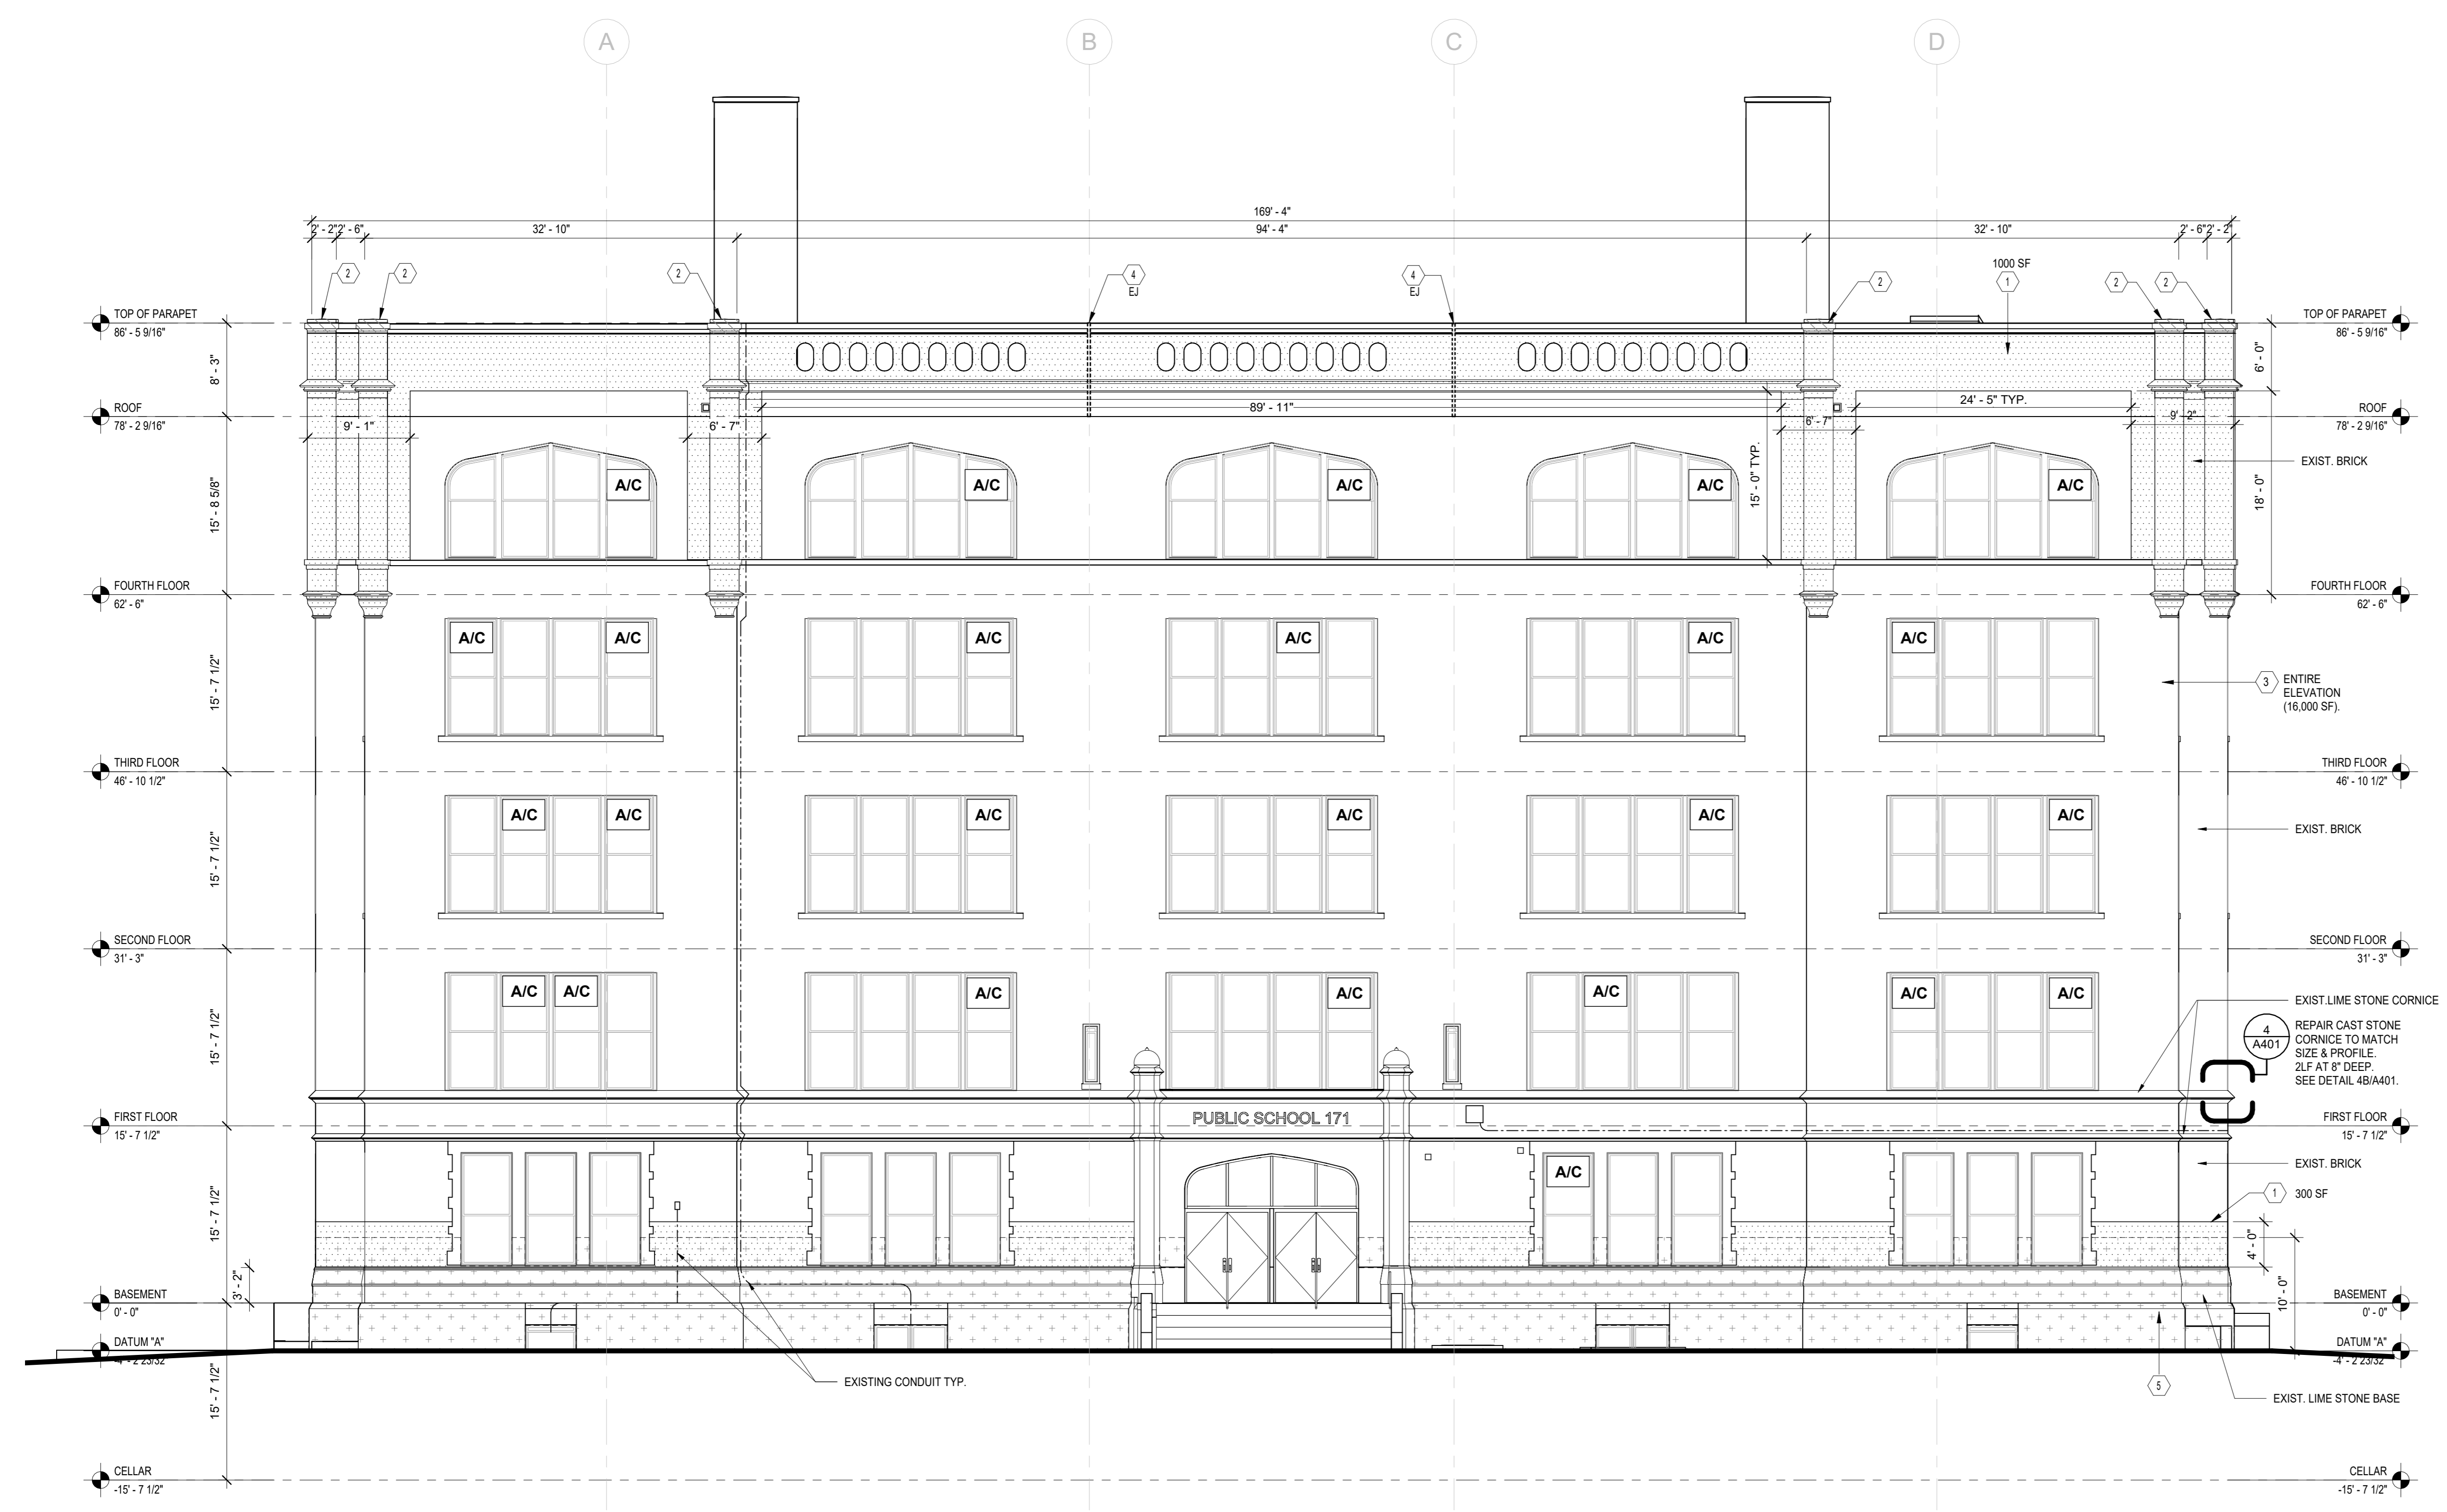 A B C D
169' - 4"
2' - 2" 2' - 6" 32' - 10" 94' - 4" 32' - 10" 2' - 6" 2' - 2"
1000 SF
2 2 2 4 4 2 1 2 2
EJ EJ
TOP OF PARAPET
86' - 5 9/16"
TOP OF PARAPET
86' - 5 9/16"
8' - 3"
6' - 0"
ROOF
78' - 2 9/16"
ROOF
78' - 2 9/16"
9' - 1" 6' - 7" 89' - 11" 6' - 7" 24' - 5" TYP. 9' - 2"
EXIST. BRICK
15' - 8 5/8"
15' - 0" TYP.
18' - 0"
A/C A/C A/C A/C A/C
FOURTH FLOOR
62' - 6"
FOURTH FLOOR
62' - 6"
A/C A/C A/C A/C A/C A/C
15' - 7 1/2"
3 ENTIRE
ELEVATION
(16,000 SF).
THIRD FLOOR
46' - 10 1/2"
THIRD FLOOR
46' - 10 1/2"
A/C A/C A/C A/C A/C A/C
15' - 7 1/2"
EXIST. BRICK
SECOND FLOOR
31' - 3"
SECOND FLOOR
31' - 3"
A/C A/C A/C A/C A/C A/C A/C
15' - 7 1/2"
EXIST.LIME STONE CORNICE
4
A401
REPAIR CAST STONE
CORNICE TO MATCH
SIZE & PROFILE.
2LF AT 8" DEEP.
SEE DETAIL 4B/A401.
FIRST FLOOR
15' - 7 1/2"
PUBLIC SCHOOL 171
FIRST FLOOR
15' - 7 1/2"
EXIST. BRICK
A/C
1 300 SF
15' - 7 1/2"
4' - 0"
3' - 2"
10' - 0"
BASEMENT
0' - 0"
BASEMENT
0' - 0"
DATUM "A"
-4' - 2 23/32"
DATUM "A"
-4' - 2 23/32"
15' - 7 1/2"
EXISTING CONDUIT TYP.
5
EXIST. LIME STONE BASE
CELLAR
-15' - 7 1/2"
CELLAR
-15' - 7 1/2"